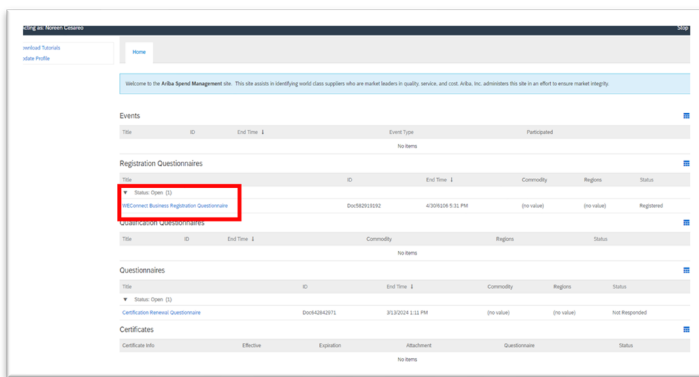 Acting as: Noreen Cesareo Stop
Download Tutorials
Update Profile
Home
Welcome to the Ariba Spend Management site. This site assists in identifying world class suppliers who are market leaders in quality, service, and cost. Ariba, Inc. administers this site in an effort to ensure market integrity.
Events
Title ID End Time ↓ Event Type Participated
No items
Registration Questionnaires
Title ID End Time ↓ Commodity Regions Status
▼ Status: Open (1)
WEConnect Business Registration Questionnaire Doc582919192 4/30/6106 5:31 PM (no value) (no value) Registered
Qualification Questionnaires
Title ID End Time ↓ Commodity Regions Status
No items
Questionnaires
Title ID End Time ↓ Commodity Regions Status
▼ Status: Open (1)
Certification Renewal Questionnaire Doc642642971 3/13/2024 1:11 PM (no value) (no value) Not Responded
Certificates
Certificate Info Effective Expiration Attachment Questionnaire Status
No items